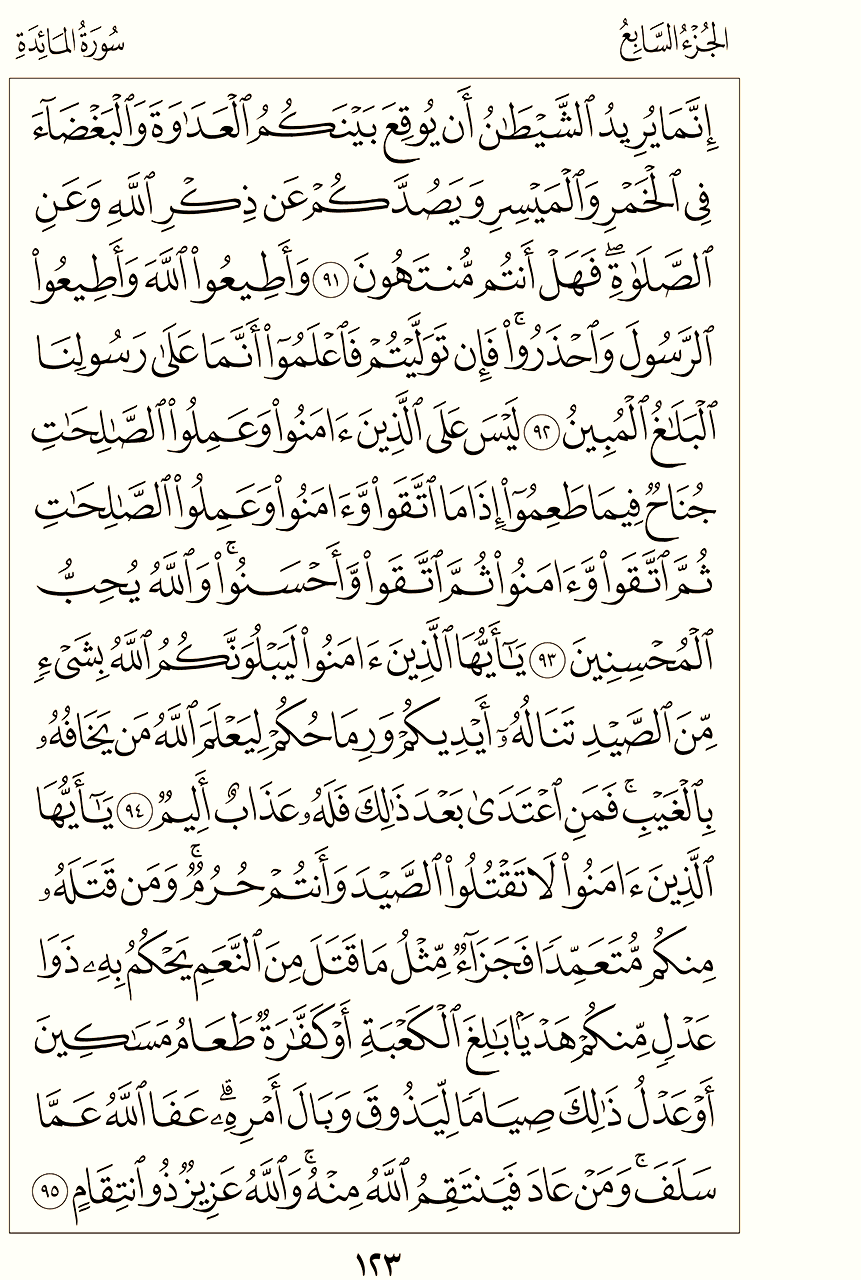 الجُزْءُ السَّابِعُ سُورَةُ المَائِدَةِ
إِنَّمَا يُرِيدُ ٱلشَّيْطَٰنُ أَن يُوقِعَ بَيْنَكُمُ ٱلْعَدَٰوَةَ وَٱلْبَغْضَآءَ
فِى ٱلْخَمْرِ وَٱلْمَيْسِرِ وَيَصُدَّكُمْ عَن ذِكْرِ ٱللَّهِ وَعَنِ
ٱلصَّلَوٰةِۖ فَهَلْ أَنتُم مُّنتَهُونَ ٩١ وَأَطِيعُوا۟ ٱللَّهَ وَأَطِيعُوا۟
ٱلرَّسُولَ وَٱحْذَرُوا۟ۚ فَإِن تَوَلَّيْتُمْ فَٱعْلَمُوٓا۟ أَنَّمَا عَلَىٰ رَسُولِنَا
ٱلْبَلَٰغُ ٱلْمُبِينُ ٩٢ لَيْسَ عَلَى ٱلَّذِينَ ءَامَنُوا۟ وَعَمِلُوا۟ ٱلصَّٰلِحَٰتِ
جُنَاحٌ فِيمَا طَعِمُوٓا۟ إِذَا مَا ٱتَّقَوا۟ وَّءَامَنُوا۟ وَعَمِلُوا۟ ٱلصَّٰلِحَٰتِ
ثُمَّ ٱتَّقَوا۟ وَّءَامَنُوا۟ ثُمَّ ٱتَّقَوا۟ وَّأَحْسَنُوا۟ۚ وَٱللَّهُ يُحِبُّ
ٱلْمُحْسِنِينَ ٩٣ يَٰٓأَيُّهَا ٱلَّذِينَ ءَامَنُوا۟ لَيَبْلُوَنَّكُمُ ٱللَّهُ بِشَىْءٍ
مِّنَ ٱلصَّيْدِ تَنَالُهُۥٓ أَيْدِيكُمْ وَرِمَاحُكُمْ لِيَعْلَمَ ٱللَّهُ مَن يَخَافُهُۥ
بِٱلْغَيْبِۚ فَمَنِ ٱعْتَدَىٰ بَعْدَ ذَٰلِكَ فَلَهُۥ عَذَابٌ أَلِيمٌ ٩٤ يَٰٓأَيُّهَا
ٱلَّذِينَ ءَامَنُوا۟ لَا تَقْتُلُوا۟ ٱلصَّيْدَ وَأَنتُمْ حُرُمٌۚ وَمَن قَتَلَهُۥ
مِنكُم مُّتَعَمِّدًا فَجَزَآءٌ مِّثْلُ مَا قَتَلَ مِنَ ٱلنَّعَمِ يَحْكُمُ بِهِۦ ذَوَا
عَدْلٍ مِّنكُمْ هَدْيًۢا بَٰلِغَ ٱلْكَعْبَةِ أَوْ كَفَّٰرَةٌ طَعَامُ مَسَٰكِينَ
أَوْ عَدْلُ ذَٰلِكَ صِيَامًا لِّيَذُوقَ وَبَالَ أَمْرِهِۦۗ عَفَا ٱللَّهُ عَمَّا
سَلَفَۚ وَمَنْ عَادَ فَيَنتَقِمُ ٱللَّهُ مِنْهُۚ وَٱللَّهُ عَزِيزٌ ذُو ٱنتِقَامٍ ٩٥
١٢٣